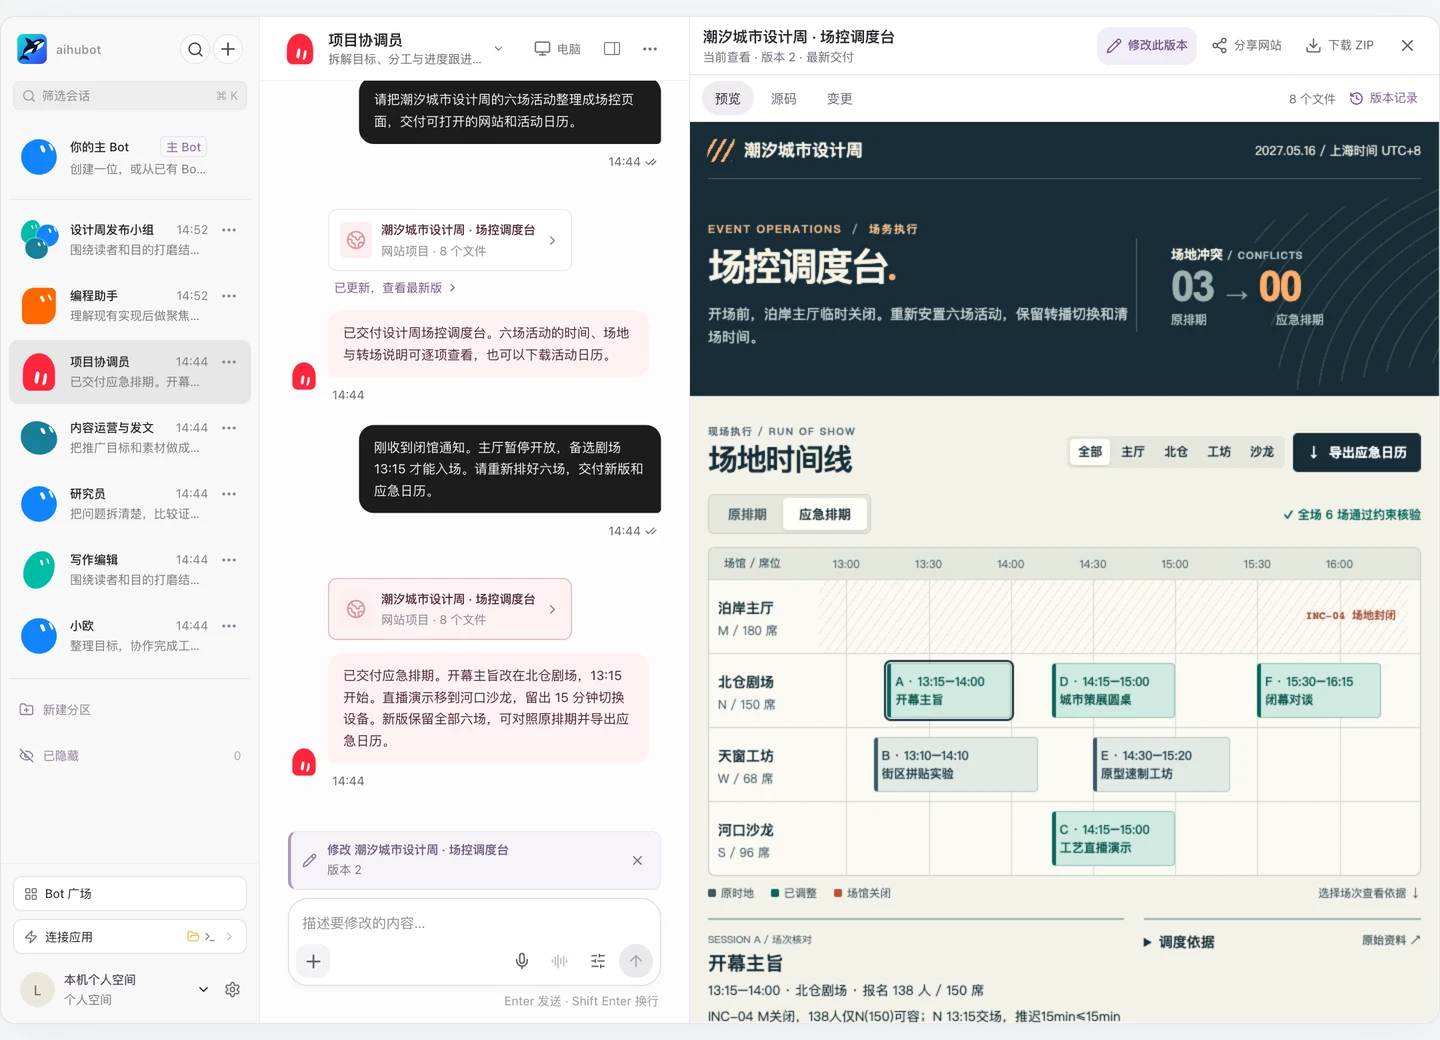 aihubot
筛选会话 ⌘ K
你的主 Bot 主 Bot
创建一位，或从已有 Bo...
设计周发布小组 14:52
围绕读者和目的打磨结...
编程助手 14:52
理解现有实现后做聚焦...
项目协调员 14:44
已交付应急排期。开幕...
内容运营与发文 14:44
把推广目标和素材做成...
研究员 14:44
把问题拆清楚，比较证...
写作编辑 14:44
围绕读者和目的打磨结...
小欧 14:44
整理目标，协作完成工...
新建分区
已隐藏 0
Bot 广场
连接应用
L
本机个人空间
个人空间
项目协调员
拆解目标、分工与进度跟进...
电脑
请把潮汐城市设计周的六场活动整理成场控页
面，交付可打开的网站和活动日历。
14:44
潮汐城市设计周 · 场控调度台
网站项目 · 8 个文件
已更新，查看最新版
已交付设计周场控调度台。六场活动的时间、场地
与转场说明可逐项查看，也可以下载活动日历。
14:44
刚收到闭馆通知。主厅暂停开放，备选剧场
13:15 才能入场。请重新排好六场，交付新版和
应急日历。
14:44
潮汐城市设计周 · 场控调度台
网站项目 · 8 个文件
已交付应急排期。开幕主旨改在北仓剧场，13:15
开始。直播演示移到河口沙龙，留出 15 分钟切换
设备。新版保留全部六场，可对照原排期并导出应
急日历。
14:44
修改 潮汐城市设计周 · 场控调度台
版本 2
描述要修改的内容...
Enter 发送 · Shift Enter 换行
潮汐城市设计周 · 场控调度台
当前查看 · 版本 2 · 最新交付
修改此版本
分享网站
下载 ZIP
预览
源码
变更
8 个文件
版本记录
潮汐城市设计周
2027.05.16 / 上海时间 UTC+8
EVENT OPERATIONS / 场务执行
场控调度台.
开场前，泊岸主厅临时关闭。重新安置六场活动，保留转播切换和清
场时间。
场地冲突 / CONFLICTS
03 → 00
原排期 应急排期
现场执行 / RUN OF SHOW
场地时间线
全部 主厅 北仓 工坊 沙龙
↓ 导出应急日历
原排期 应急排期
✓ 全场 6 场通过约束核验
场馆 / 席位 13:00 13:30 14:00 14:30 15:00 15:30 16:00
泊岸主厅
M / 180 席
INC-04 场地封闭
北仓剧场
N / 150 席
A · 13:15—14:00
开幕主旨
D · 14:15—15:00
城市策展圆桌
F · 15:30—16:15
闭幕对谈
天窗工坊
W / 68 席
B · 13:10—14:10
街区拼贴实验
E · 14:30—15:20
原型速制工坊
河口沙龙
S / 96 席
C · 14:15—15:00
工艺直播演示
原时地 已调整 场馆关闭
选择场次查看依据 ↓
SESSION A / 场次核对
开幕主旨
13:15—14:00 · 北仓剧场 · 报名 138 人 / 150 席
INC-04 M关闭，138人仅N(150)可容；N 13:15交场，推迟15min≤15min
▶ 调度依据
原始资料 ↗